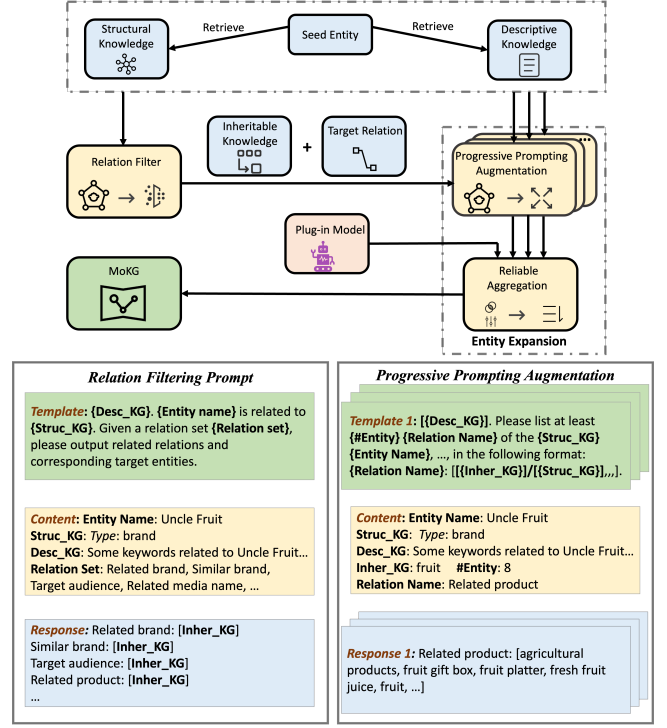 Structural
Knowledge
Retrieve
Seed Entity
Retrieve
Descriptive
Knowledge
Relation Filter
Inheritable
Knowledge
+
Target Relation
...
Progressive Prompting
Augmentation
Plug-in Model
MoKG
Reliable
Aggregation
Entity Expansion
Relation Filtering Prompt
Template: {Desc_KG}. {Entity name} is related to
{Struc_KG}. Given a relation set {Relation set},
please output related relations and
corresponding target entities.
Content: Entity Name: Uncle Fruit
Struc_KG: Type: brand
Desc_KG: Some keywords related to Uncle Fruit…
Relation Set: Related brand, Similar brand,
Target audience, Related media name, …
Response: Related brand: [Inher_KG]
Similar brand: [Inher_KG]
Target audience: [Inher_KG]
Related product: [Inher_KG]
…
Progressive Prompting Augmentation
Template 1: [{Desc_KG}]. Please list at least
{#Entity} {Relation Name} of the {Struc_KG}
{Entity Name}, …, in the following format:
{Relation Name}: [[{Inher_KG}]/[{Struc_KG}],,,].
Content: Entity Name: Uncle Fruit
Struc_KG: Type: brand
Desc_KG: Some keywords related to Uncle Fruit…
Inher_KG: fruit #Entity: 8
Relation Name: Related product
Response 1: Related product: [agricultural
products, fruit gift box, fruit platter, fresh fruit
juice, fruit, …]